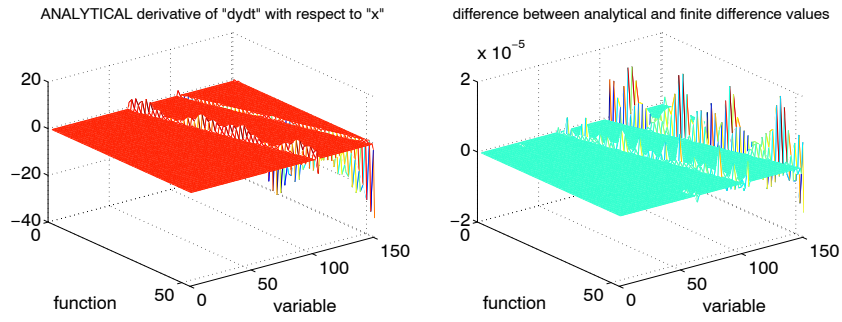 ANALYTICAL derivative of "dydt" with respect to "x"
20
0
−20
−40
0
50
function
0
50
100
150
variable
difference between analytical and finite difference values
x 10^-5
2
0
−2
0
50
function
0
50
100
150
variable